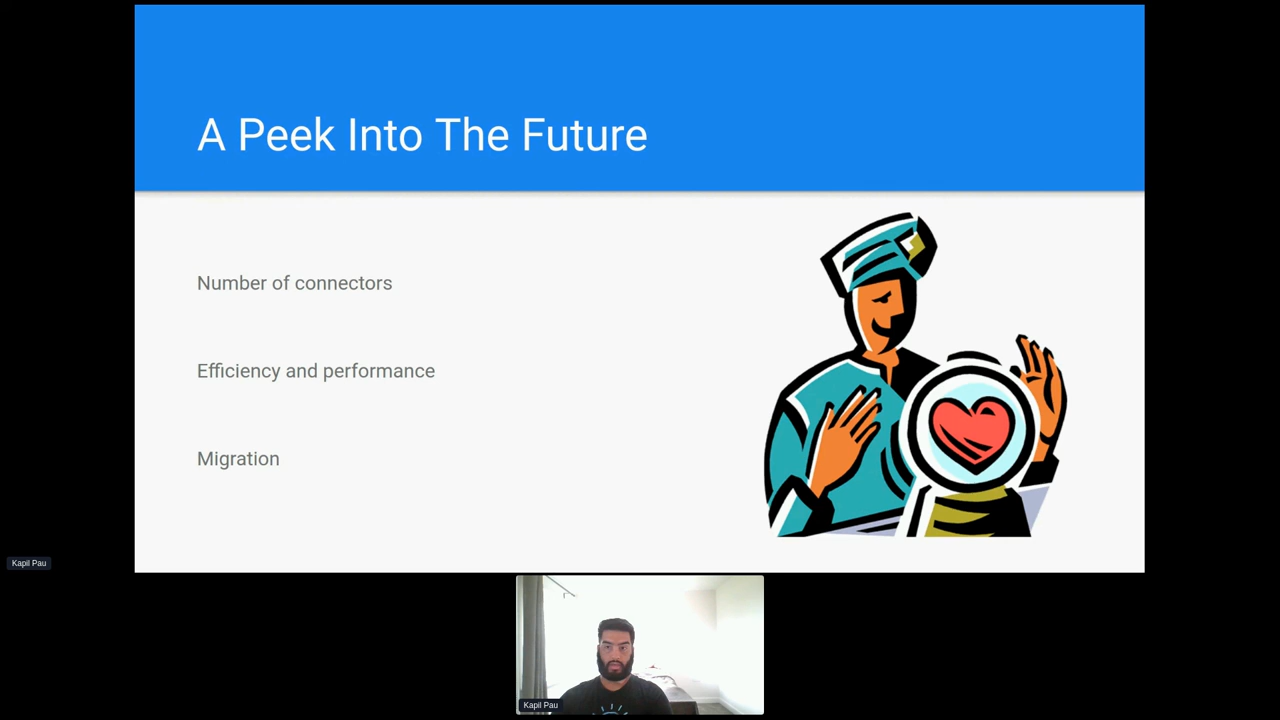 A Peek Into The Future
Number of connectors
Efficiency and performance
Migration
Kapil Pau
Kapil Pau